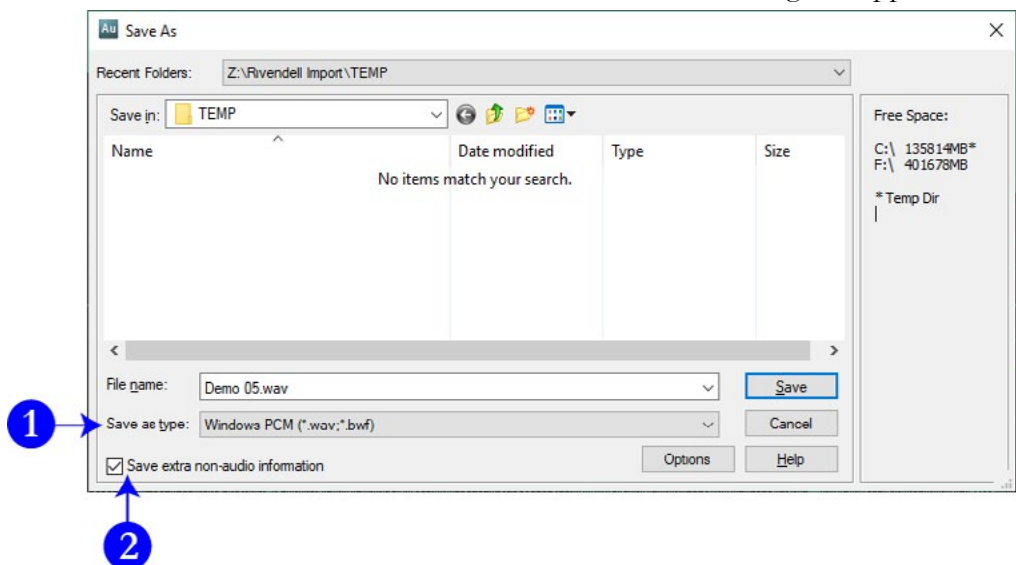 Au Save As
Recent Folders: Z:\Rivendell Import\TEMP
Save in: TEMP
Name Date modified Type Size
No items match your search.
Free Space:
C:\ 135814MB*
F:\ 401678MB
* Temp Dir
File name: Demo 05.wav Save
1 Save as type: Windows PCM (*.wav;*.bwf) Cancel
Save extra non-audio information Options Help
2